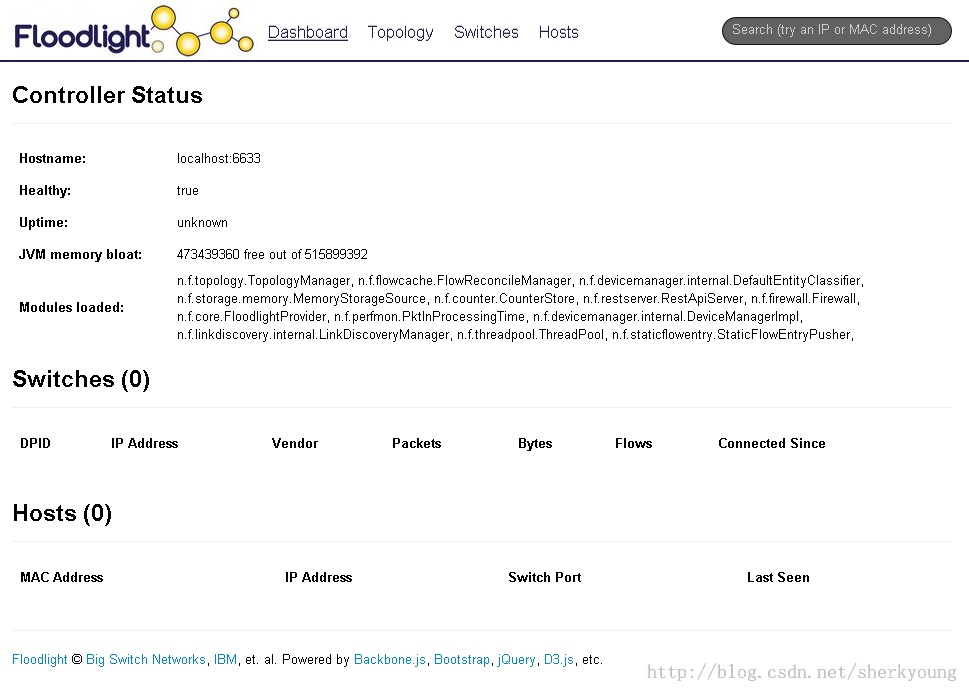 Floodlight Dashboard Topology Switches Hosts Search (try an IP or MAC address)
Controller Status
Hostname: localhost:6633
Healthy: true
Uptime: unknown
JVM memory bloat: 473439360 free out of 515899392
Modules loaded: n.f.topology.TopologyManager, n.f.flowcache.FlowReconcileManager, n.f.devicemanager.internal.DefaultEntityClassifier,
n.f.storage.memory.MemoryStorageSource, n.f.counter.CounterStore, n.f.restserver.RestApiServer, n.f.firewall.Firewall,
n.f.core.FloodlightProvider, n.f.perfmon.PktInProcessingTime, n.f.devicemanager.internal.DeviceManagerImpl,
n.f.linkdiscovery.internal.LinkDiscoveryManager, n.f.threadpool.ThreadPool, n.f.staticflowentry.StaticFlowEntryPusher,
Switches (0)
DPID IP Address Vendor Packets Bytes Flows Connected Since
Hosts (0)
MAC Address IP Address Switch Port Last Seen
Floodlight © Big Switch Networks, IBM, et. al. Powered by Backbone.js, Bootstrap, jQuery, D3.js, etc.
http://blog.csdn.net/sherkyoung